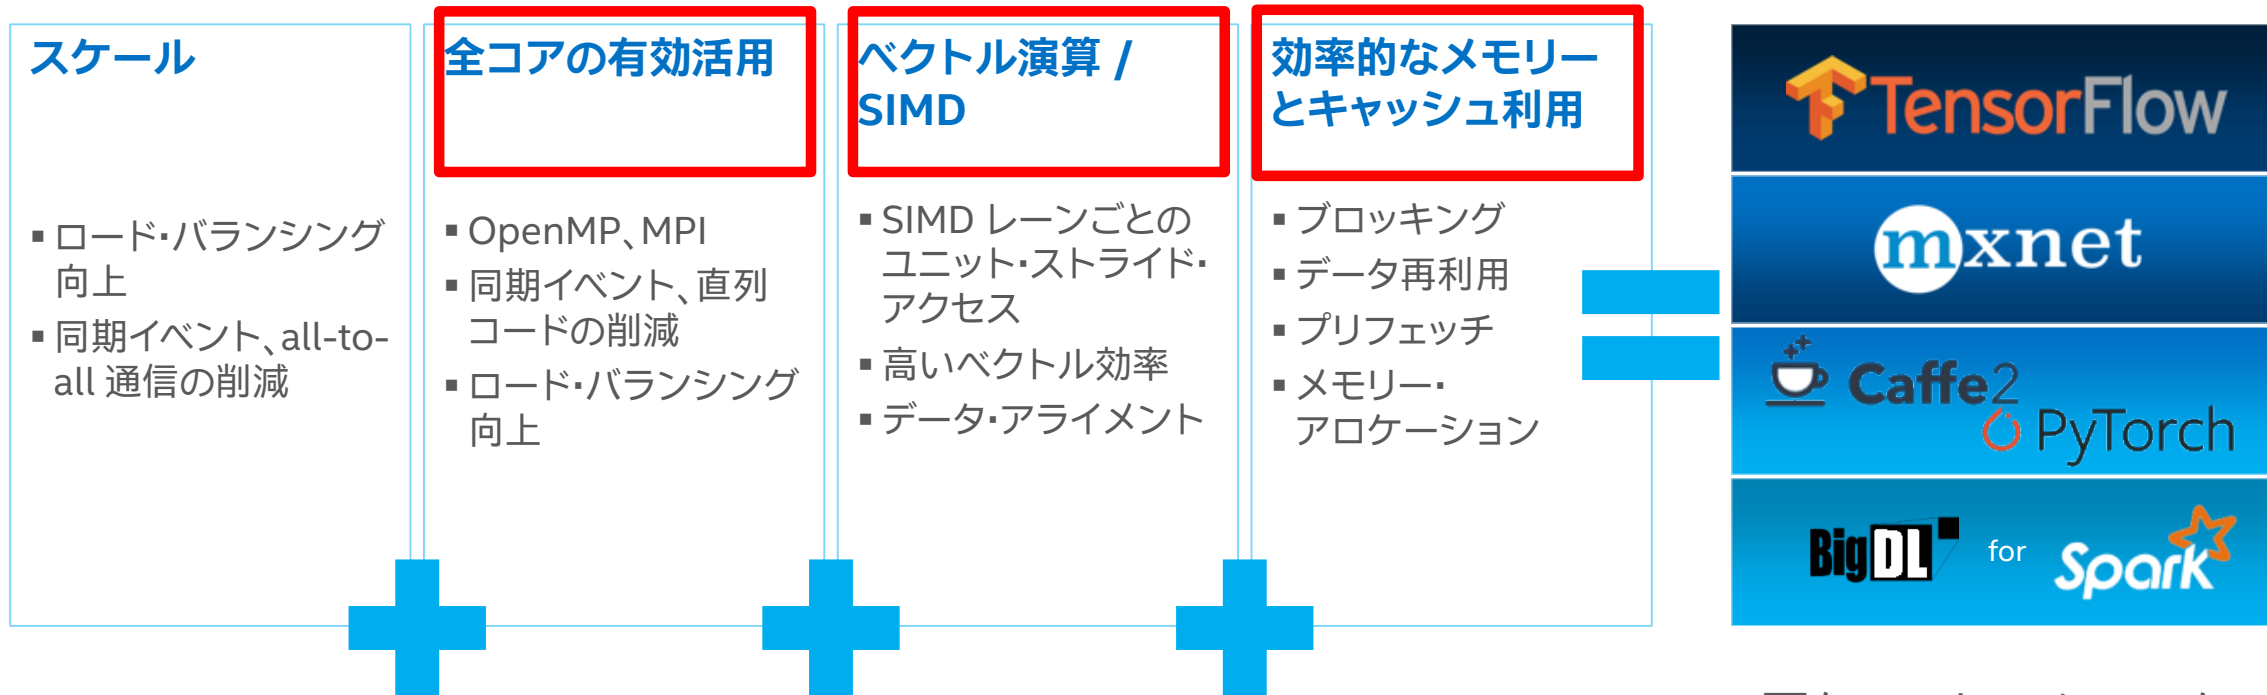 スケール
▪ ロード・バランシング
向上
▪ 同期イベント、all-to-
all 通信の削減
全コアの有効活用
▪ OpenMP、MPI
▪ 同期イベント、直列
コードの削減
▪ ロード・バランシング
向上
ベクトル演算 /
SIMD
▪ SIMD レーンごとの
ユニット・ストライド・
アクセス
▪ 高いベクトル効率
▪ データ・アライメント
効率的なメモリー
とキャッシュ利用
▪ ブロッキング
▪ データ再利用
▪ プリフェッチ
▪ メモリー・
アロケーション
TensorFlow
mxnet
Caffe2
PyTorch
BigDL for Spark